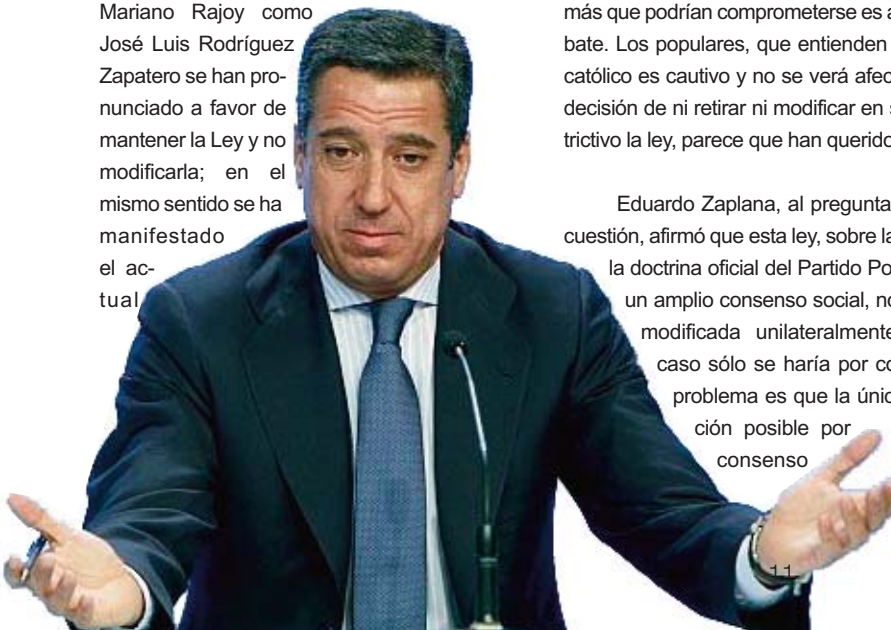 Mariano Rajoy como
José Luis Rodríguez
Zapatero se han pro-
nunciado a favor de
mantener la Ley y no
modificarla; en el
mismo sentido se ha
manifestado
el ac-
tual
más que podrían comprometerse es a
bate. Los populares, que entienden
católico es cautivo y no se verá afec
decisión de ni retirar ni modificar en s
trictivo la ley, parece que han querido
Eduardo Zaplana, al pregunta
cuestión, afirmó que esta ley, sobre la
la doctrina oficial del Partido Po
un amplio consenso social, no
modificada unilateralmente
caso sólo se haría por co
problema es que la únic
ción posible por
consenso
11